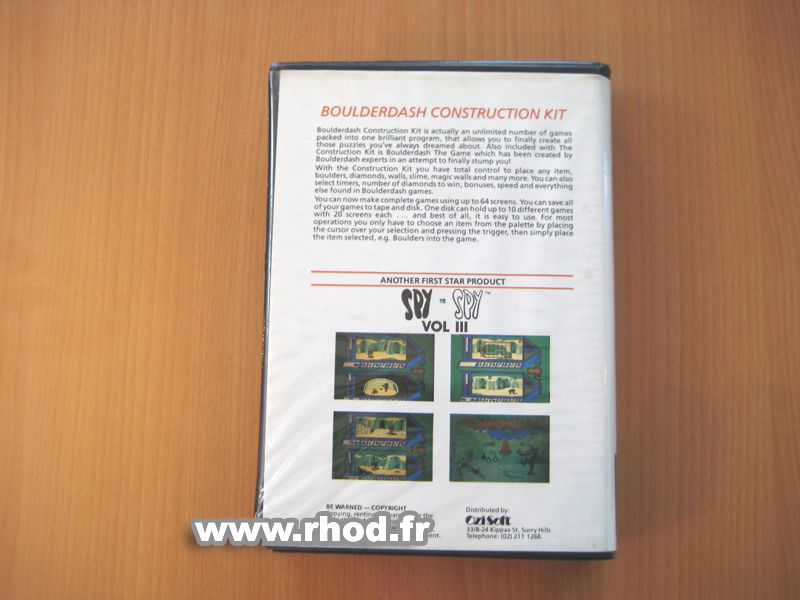 BOULDERDASH CONSTRUCTION KIT
Boulderdash Construction Kit is actually an unlimited number of games
packed into one brilliant program, that allows you to finally create all
those puzzles you've always dreamed about. Also included with The
Construction Kit is Boulderdash The Game which has been created by
Boulderdash experts in an attempt to finally stump you!
With the Construction Kit you have total control to place any item,
boulders, diamonds, walls, slime, magic walls and many more. You can also
select timers, number of diamonds to win, bonuses, speed and everything
else found in Boulderdash games.
You can now make complete games using up to 64 screens. You can save all
of your games to tape and disk. One disk can hold up to 10 different games
with 20 screens each . . . and best of all, it is easy to use. For most
operations you only have to choose an item from the palette by placing
the cursor over your selection and pressing the trigger, then simply place
the item selected, e.g. Boulders into the game.
ANOTHER FIRST STAR PRODUCT
SPY vs SPY™
VOL III
BE WARNED — COPYRIGHT
Distributed by:
OziSoft
33/8-24 Kippax St, Surry Hills
Telephone: (02) 211 1266.
www.rhod.fr